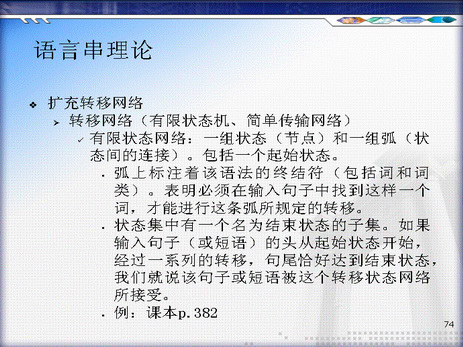 语言串理论
❖ 扩充转移网络
➢ 转移网络（有限状态机、简单传输网络）
✓ 有限状态网络：一组状态（节点）和一组弧（状
态间的连接）。包括一个起始状态。
• 弧上标注着该语法的终结符（包括词和词
类）。表明必须在输入句子中找到这样一个
词，才能进行这条弧所规定的转移。
• 状态集中有一个名为结束状态的子集。如果
输入句子（或短语）的头从起始状态开始，
经过一系列的转移，句尾恰好达到结束状态，
我们就说该句子或短语被这个转移状态网络
所接受。
• 例：课本p.382
74